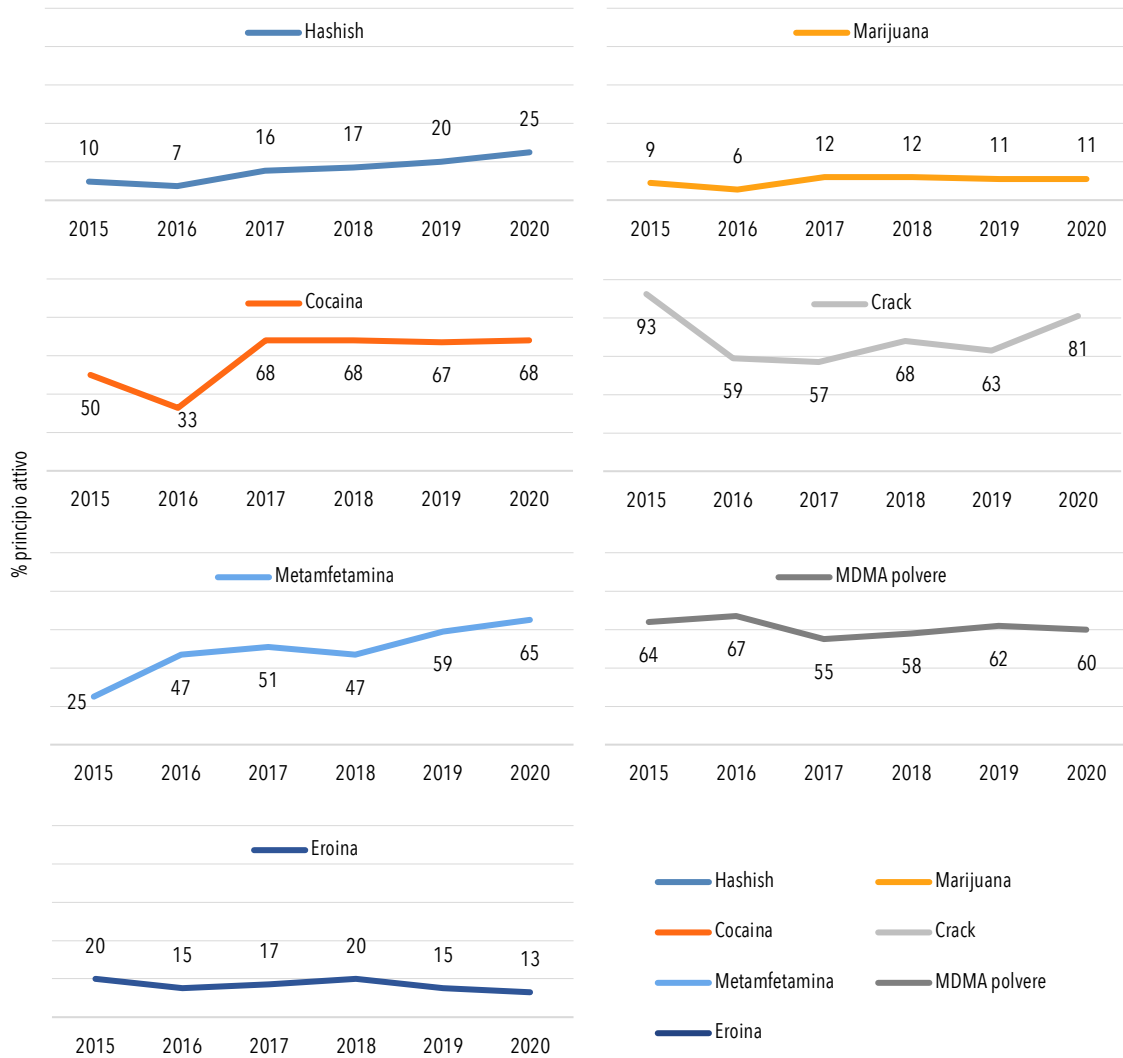 Hashish
10 7 16 17 20 25
2015 2016 2017 2018 2019 2020
Marijuana
9 6 12 12 11 11
2015 2016 2017 2018 2019 2020
Cocaina
50 33 68 68 67 68
2015 2016 2017 2018 2019 2020
Crack
93 59 57 68 63 81
2015 2016 2017 2018 2019 2020
% principio attivo
Metamfetamina
25 47 51 47 59 65
2015 2016 2017 2018 2019 2020
MDMA polvere
64 67 55 58 62 60
2015 2016 2017 2018 2019 2020
Eroina
20 15 17 20 15 13
2015 2016 2017 2018 2019 2020
Hashish Marijuana
Cocaina Crack
Metamfetamina MDMA polvere
Eroina